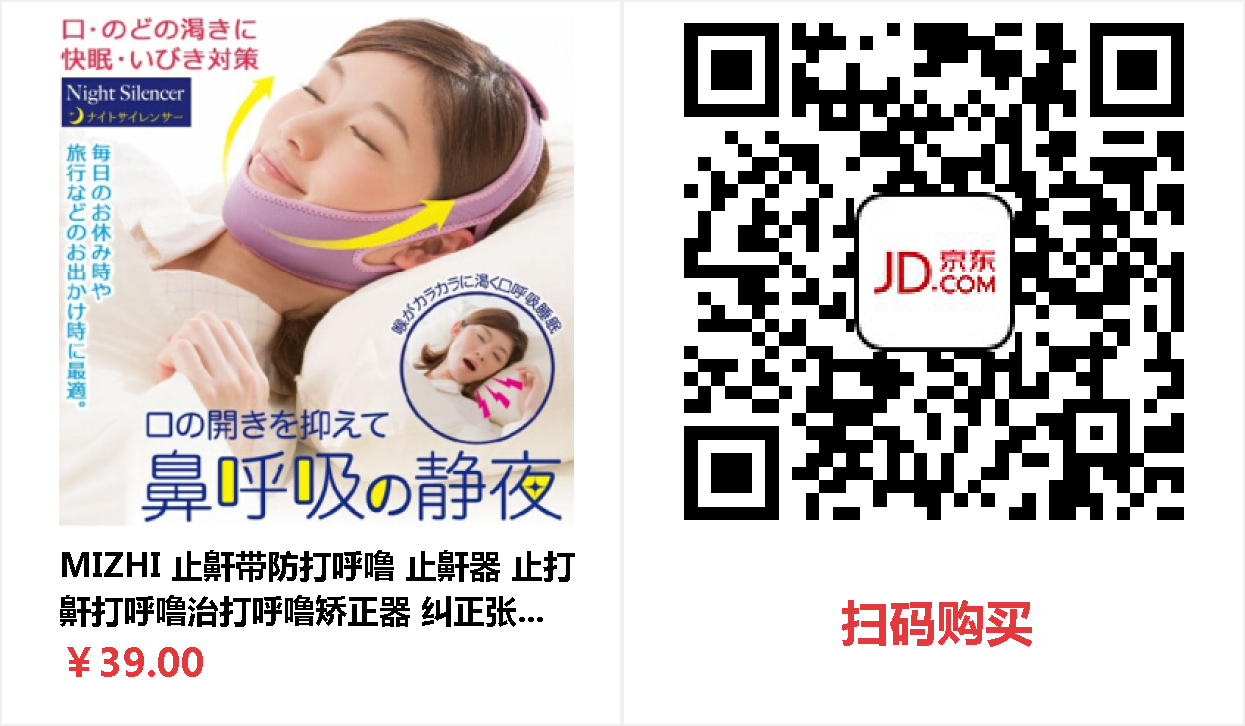 口・のどの渇きに
快眠・いびき対策
Night Silencer
ナイトサイレンサー
毎日のお休み時や
旅行などのお出かけ時に最適。
喉がカラカラに渇く口呼吸睡眠
口の開きを抑えて
鼻呼吸の静夜
MIZHI 止鼾带防打呼噜 止鼾器 止打
鼾打呼噜治打呼噜矫正器 纠正张...
￥39.00
JD.COM 京东
扫码购买